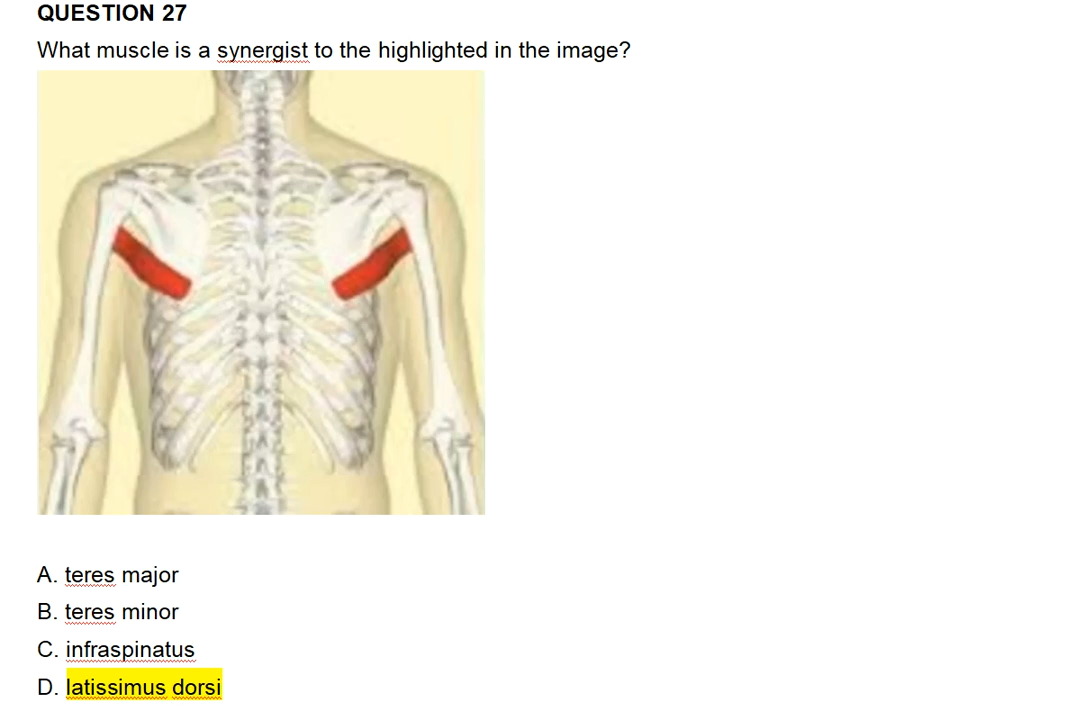 QUESTION 27
What muscle is a synergist to the highlighted in the image?
A. teres major
B. teres minor
C. infraspinatus
D. latissimus dorsi